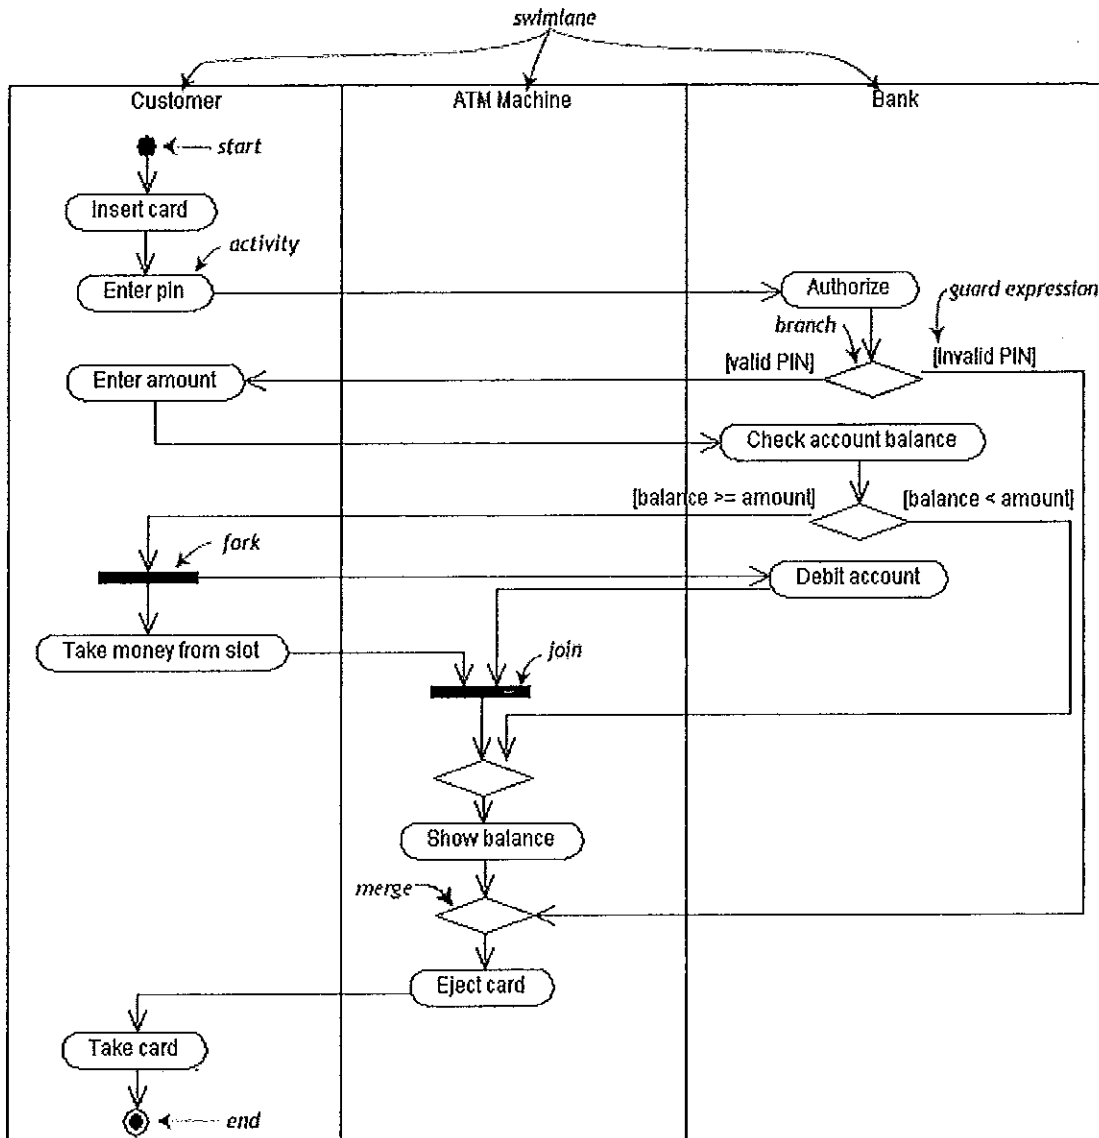 swimlane
Customer
ATM Machine
Bank
start
Insert card
activity
Enter pin
Authorize
guard expression
branch
[valid PIN]
[invalid PIN]
Enter amount
Check account balance
[balance >= amount]
[balance < amount]
fork
Debit account
Take money from slot
join
Show balance
merge
Eject card
Take card
end